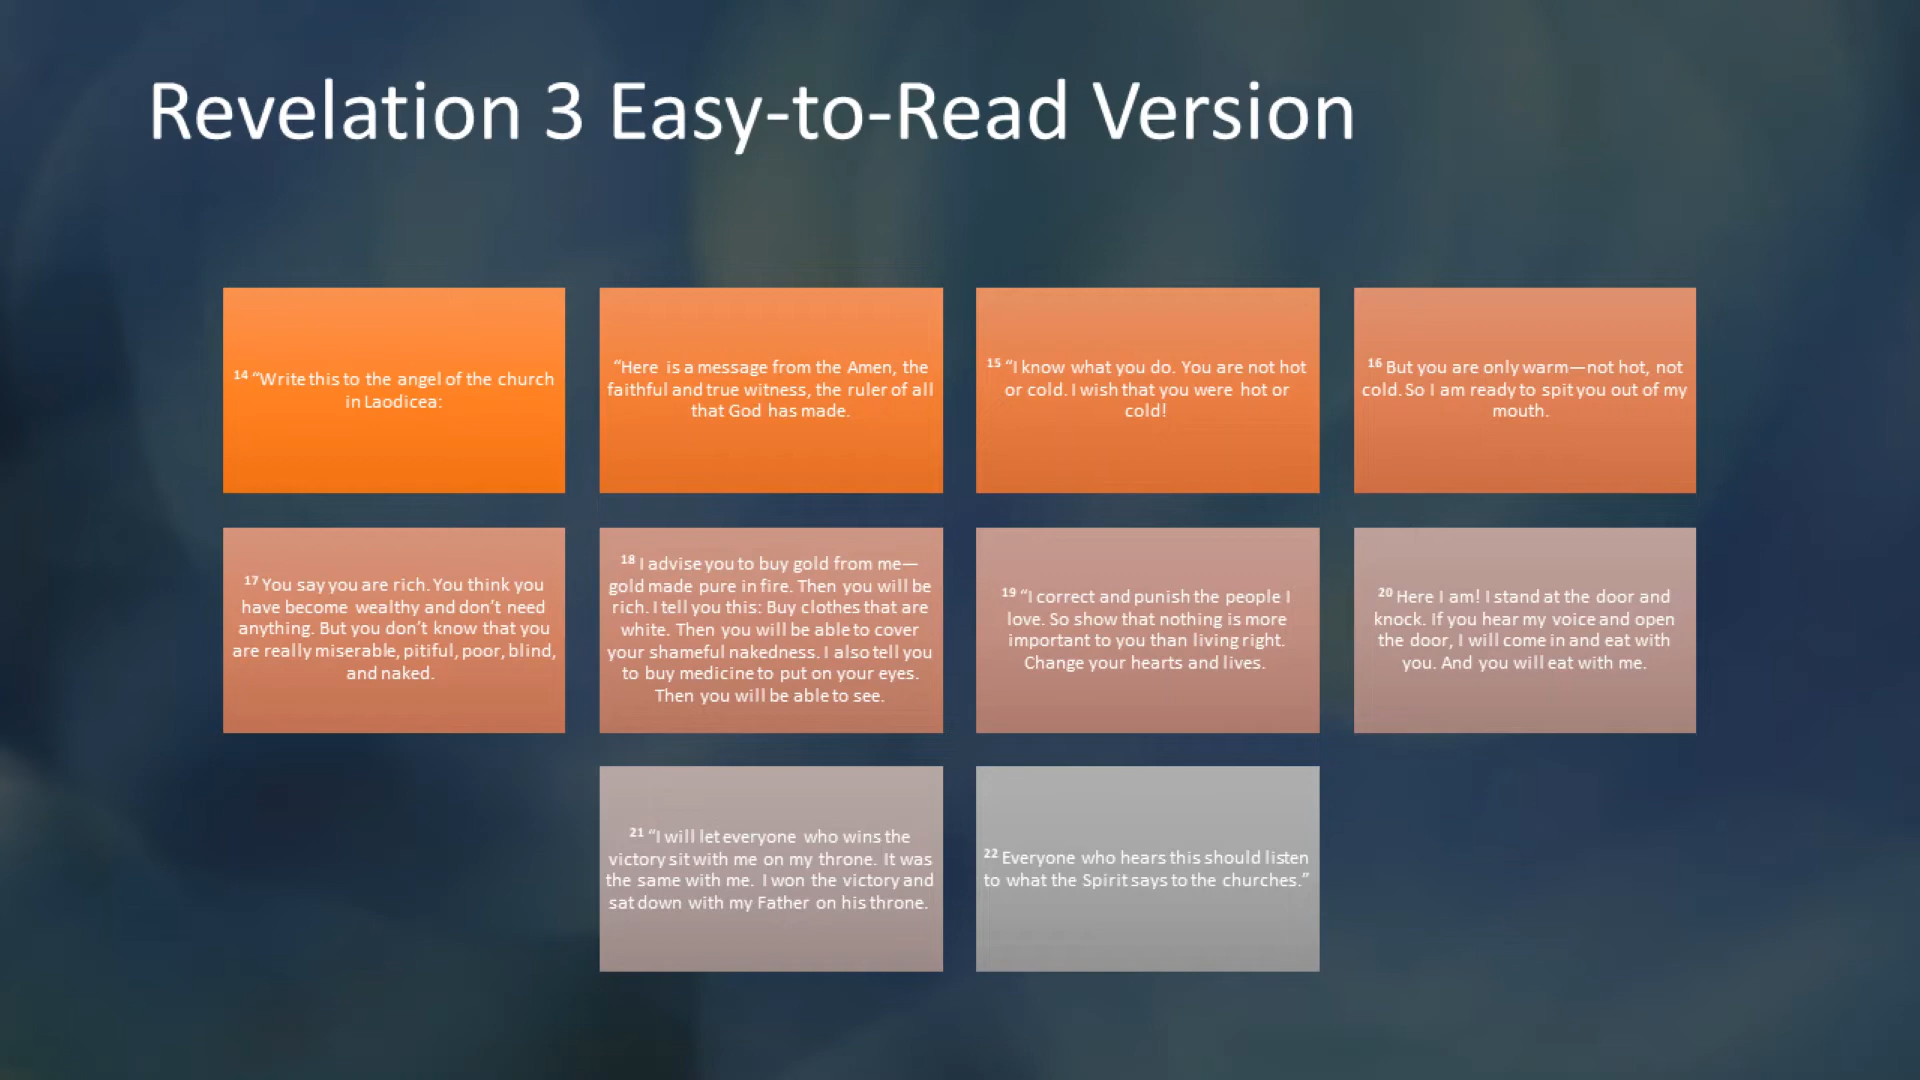 Revelation 3 Easy-to-Read Version
14 “Write this to the angel of the church
in Laodicea:
“Here is a message from the Amen, the
faithful and true witness, the ruler of all
that God has made.
15 “I know what you do. You are not hot
or cold. I wish that you were hot or
cold!
16 But you are only warm—not hot, not
cold. So I am ready to spit you out of my
mouth.
17 You say you are rich. You think you
have become wealthy and don’t need
anything. But you don’t know that you
are really miserable, pitiful, poor, blind,
and naked.
18 I advise you to buy gold from me—
gold made pure in fire. Then you will be
rich. I tell you this: Buy clothes that are
white. Then you will be able to cover
your shameful nakedness. I also tell you
to buy medicine to put on your eyes.
Then you will be able to see.
19 “I correct and punish the people I
love. So show that nothing is more
important to you than living right.
Change your hearts and lives.
20 Here I am! I stand at the door and
knock. If you hear my voice and open
the door, I will come in and eat with
you. And you will eat with me.
21 “I will let everyone who wins the
victory sit with me on my throne. It was
the same with me. I won the victory and
sat down with my Father on his throne.
22 Everyone who hears this should listen
to what the Spirit says to the churches.”